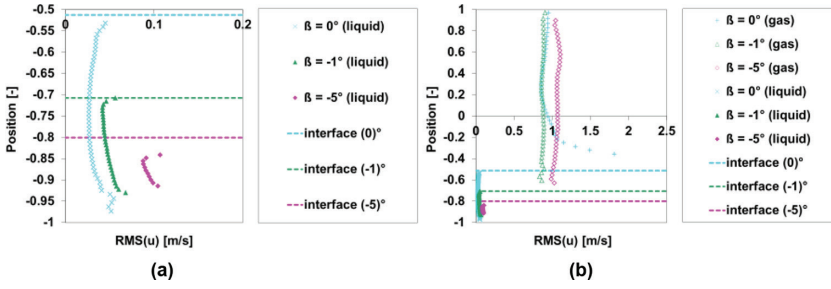 0 0.1 0.2
-0.5
-0.55
-0.6
-0.65
-0.7
-0.75
-0.8
-0.85
-0.9
-0.95
-1
Position [-]
RMS(u) [m/s]
ß = 0° (liquid)
ß = -1° (liquid)
ß = -5° (liquid)
interface (0)°
interface (-1)°
interface (-5)°
(a)
1
0.8
0.6
0.4
0.2
0
-0.2
-0.4
-0.6
-0.8
-1
Position [-]
0 0.5 1 1.5 2 2.5
RMS(u) [m/s]
ß = 0° (gas)
ß = -1° (gas)
ß = -5° (gas)
ß = 0° (liquid)
ß = -1° (liquid)
ß = -5° (liquid)
interface (0)°
interface (-1)°
interface (-5)°
(b)